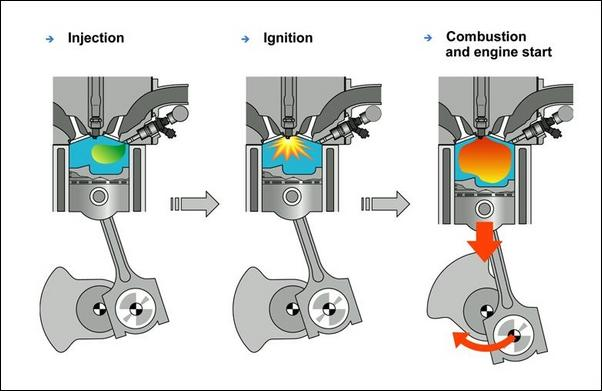 Injection
Ignition
Combustion
and engine start